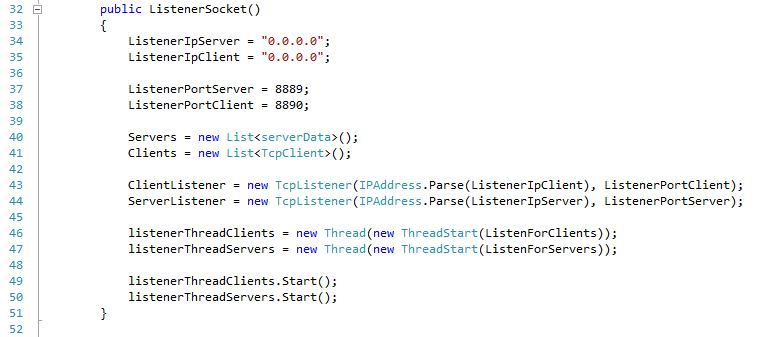 32 public ListenerSocket()
33 {
34 ListenerIpServer = "0.0.0.0";
35 ListenerIpClient = "0.0.0.0";
36
37 ListenerPortServer = 8889;
38 ListenerPortClient = 8890;
39
40 Servers = new List<serverData>();
41 Clients = new List<TcpClient>();
42
43 ClientListener = new TcpListener(IPAddress.Parse(ListenerIpClient), ListenerPortClient);
44 ServerListener = new TcpListener(IPAddress.Parse(ListenerIpServer), ListenerPortServer);
45
46 listenerThreadClients = new Thread(new ThreadStart(ListenForClients));
47 listenerThreadServers = new Thread(new ThreadStart(ListenForServers));
48
49 listenerThreadClients.Start();
50 listenerThreadServers.Start();
51 }
52